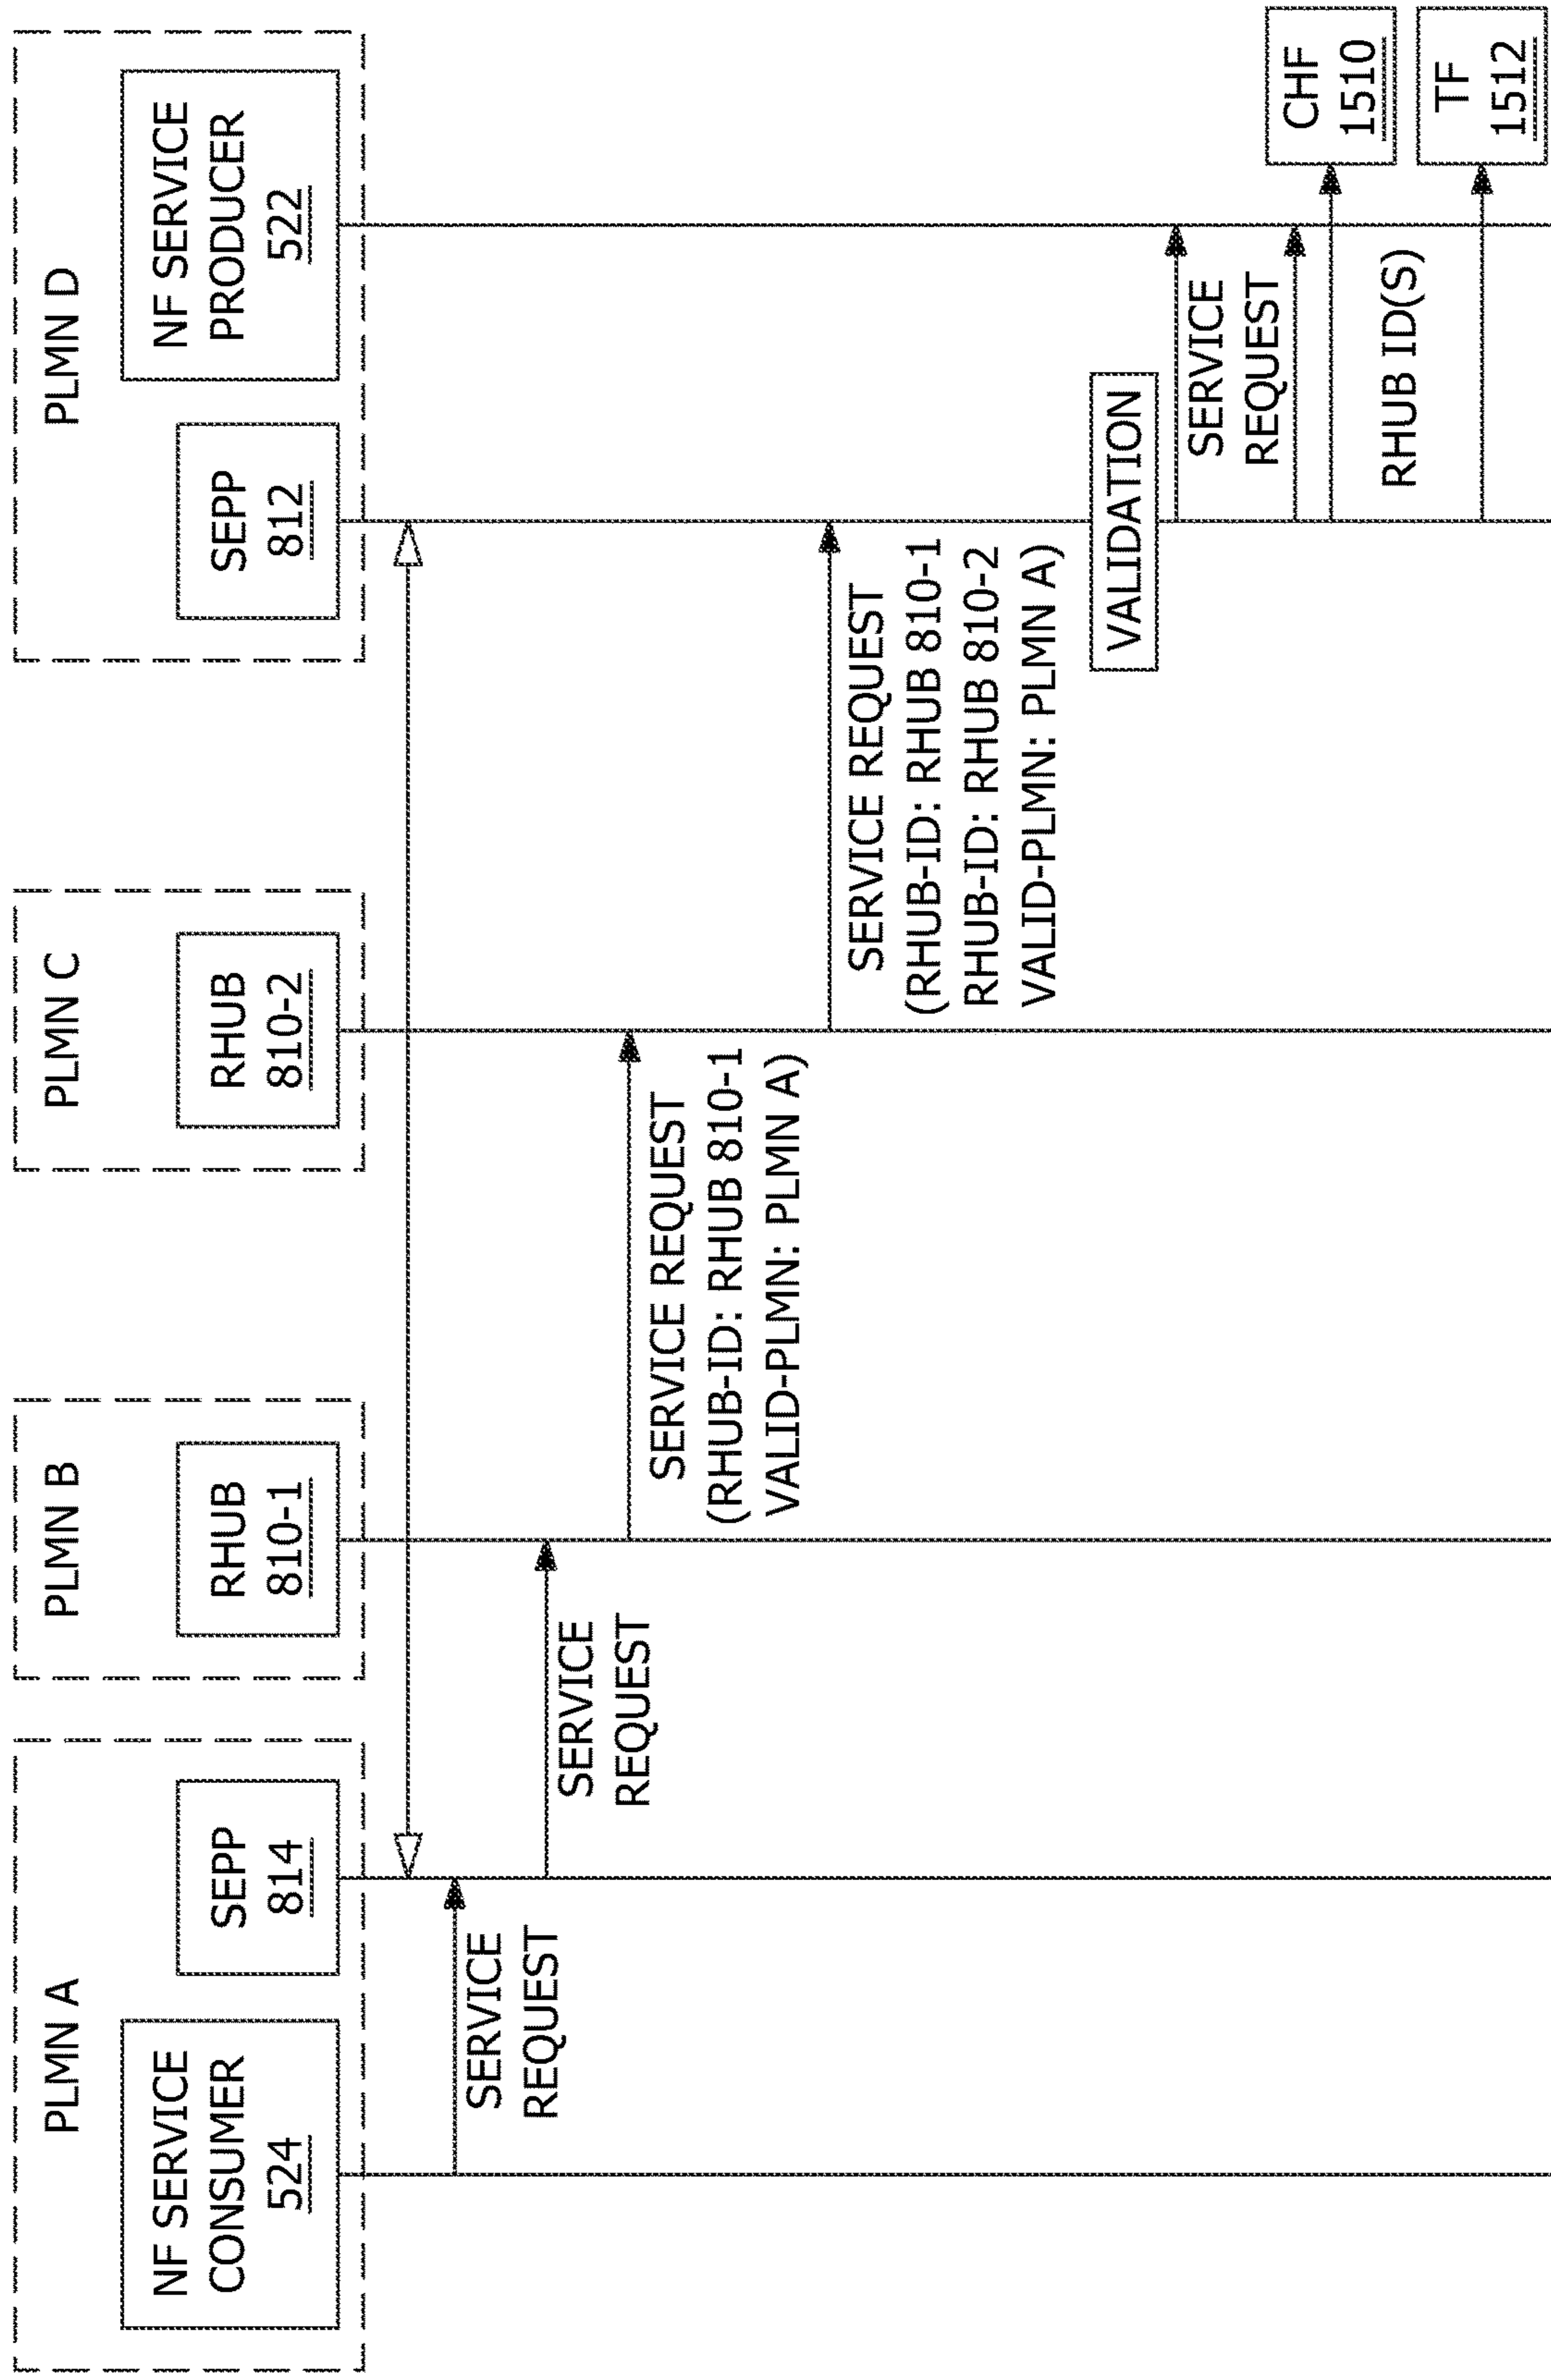 PLMN A
NF SERVICE
CONSUMER
524
SEPP
814
PLMN B
RHUB
810-1
PLMN C
RHUB
810-2
PLMN D
SEPP
812
NF SERVICE
PRODUCER
522
SERVICE
REQUEST
SERVICE
REQUEST
SERVICE REQUEST
(RHUB-ID: RHUB 810-1
VALID-PLMN: PLMN A)
SERVICE REQUEST
(RHUB-ID: RHUB 810-1
RHUB-ID: RHUB 810-2
VALID-PLMN: PLMN A)
VALIDATION
SERVICE
REQUEST
CHF
1510
RHUB ID(S)
TF
1512